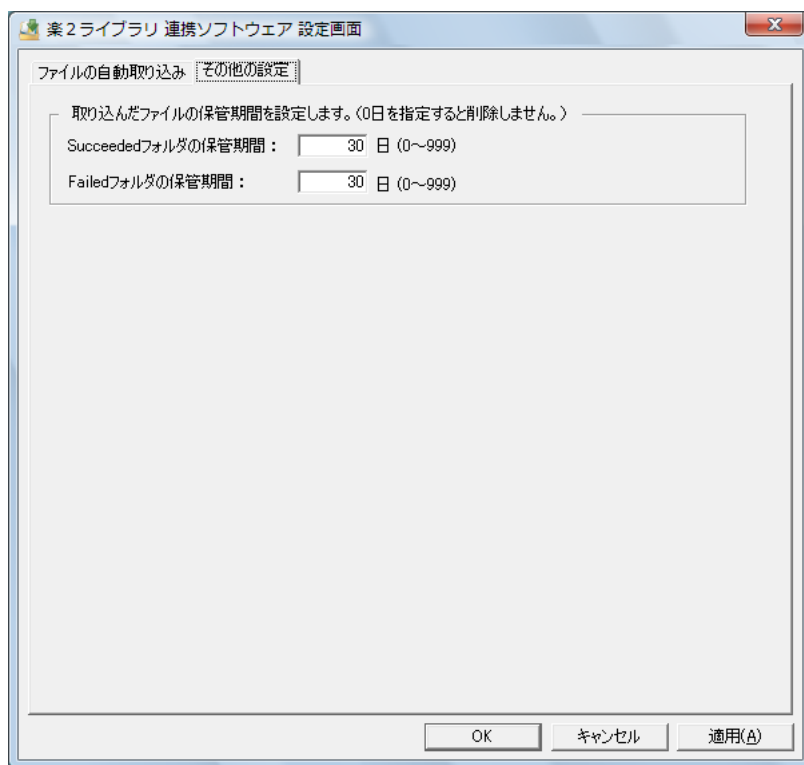 楽2ライブラリ 連携ソフトウェア 設定画面
ファイルの自動取り込み その他の設定
取り込んだファイルの保管期間を設定します。(0日を指定すると削除しません。)
Succeededフォルダの保管期間: 30 日 (0～999)
Failedフォルダの保管期間: 30 日 (0～999)
OK キャンセル 適用(A)